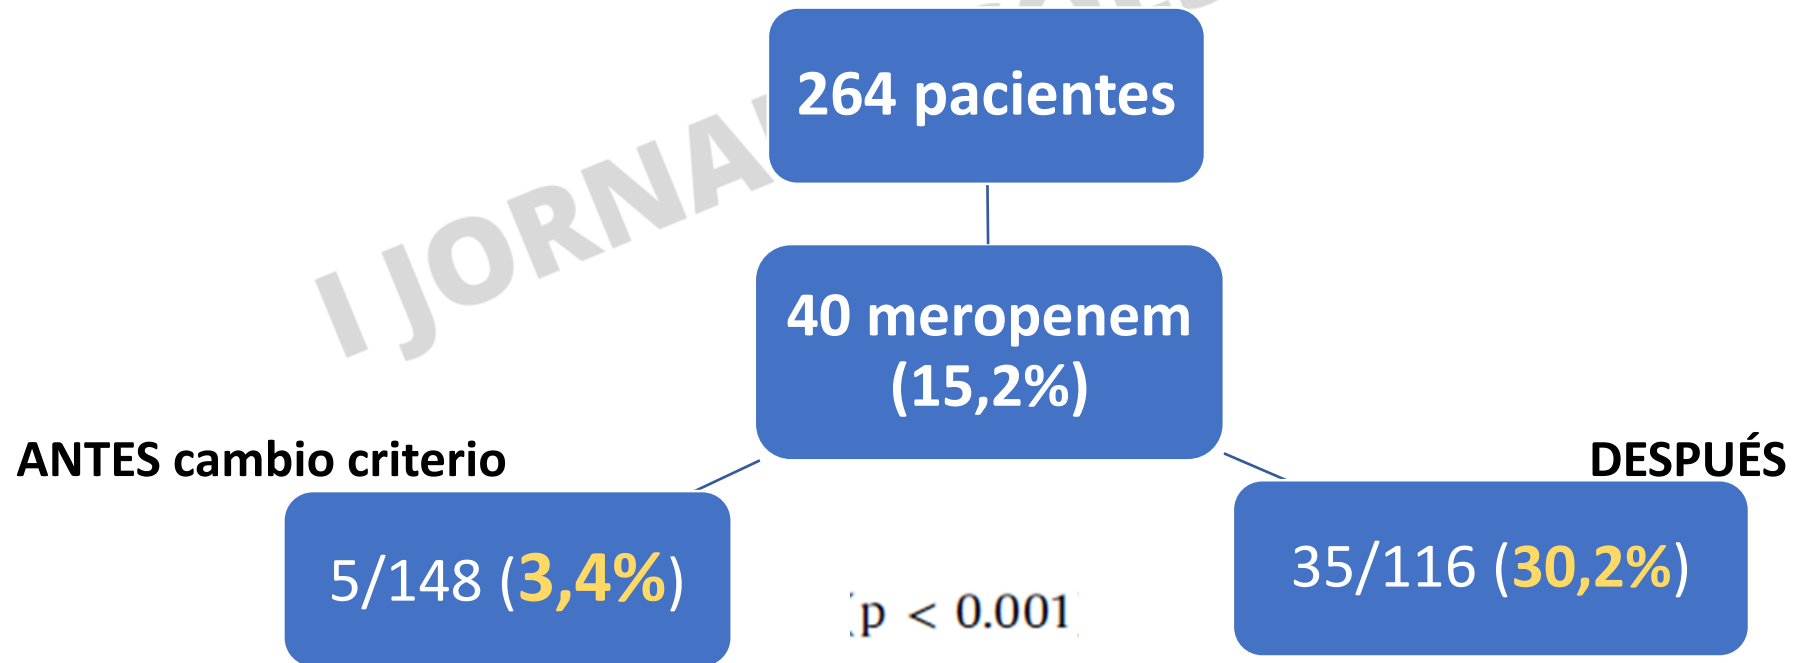 264 pacientes
I JORNA
40 meropenem
(15,2%)
ANTES cambio criterio
DESPUÉS
5/148 (3,4%)
35/116 (30,2%)
(p < 0.001)